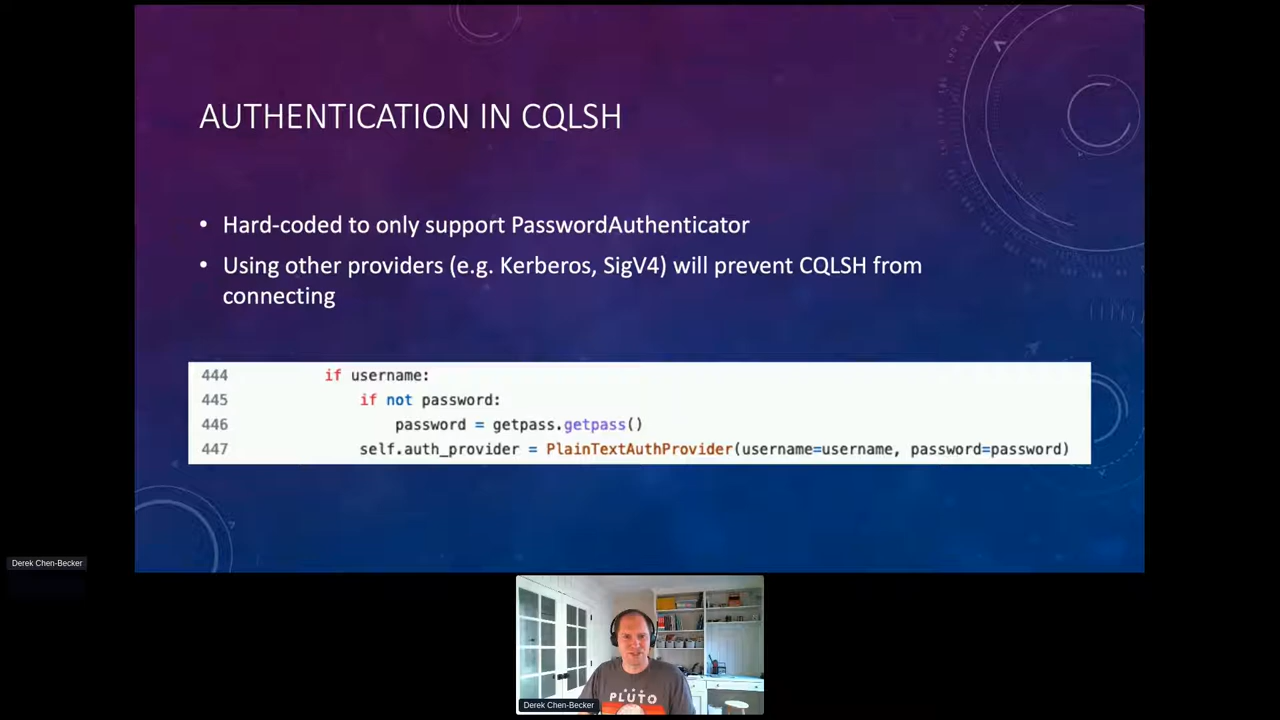 AUTHENTICATION IN CQLSH
• Hard-coded to only support PasswordAuthenticator
• Using other providers (e.g. Kerberos, SigV4) will prevent CQLSH from
connecting
444 if username:
445 if not password:
446 password = getpass.getpass()
447 self.auth_provider = PlainTextAuthProvider(username=username, password=password)
Derek Chen-Becker
PLUTO
Derek Chen-Becker